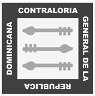 CONTRALORIA
GENERAL DE LA
REPUBLICA
DOMINICANA